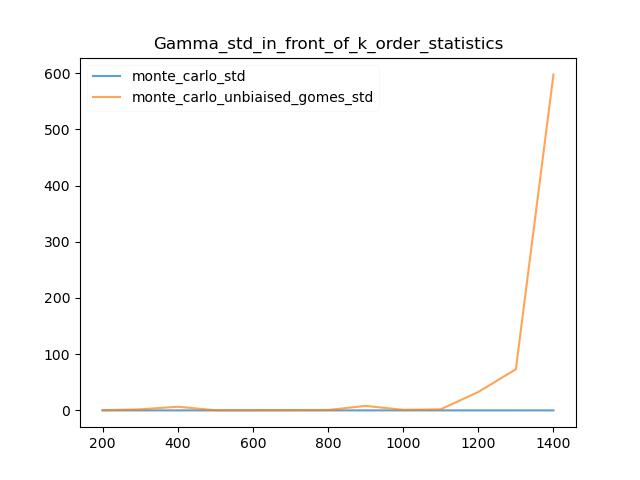 Gamma_std_in_front_of_k_order_statistics
monte_carlo_std
monte_carlo_unbiaised_gomes_std
600
500
400
300
200
100
0
200 400 600 800 1000 1200 1400